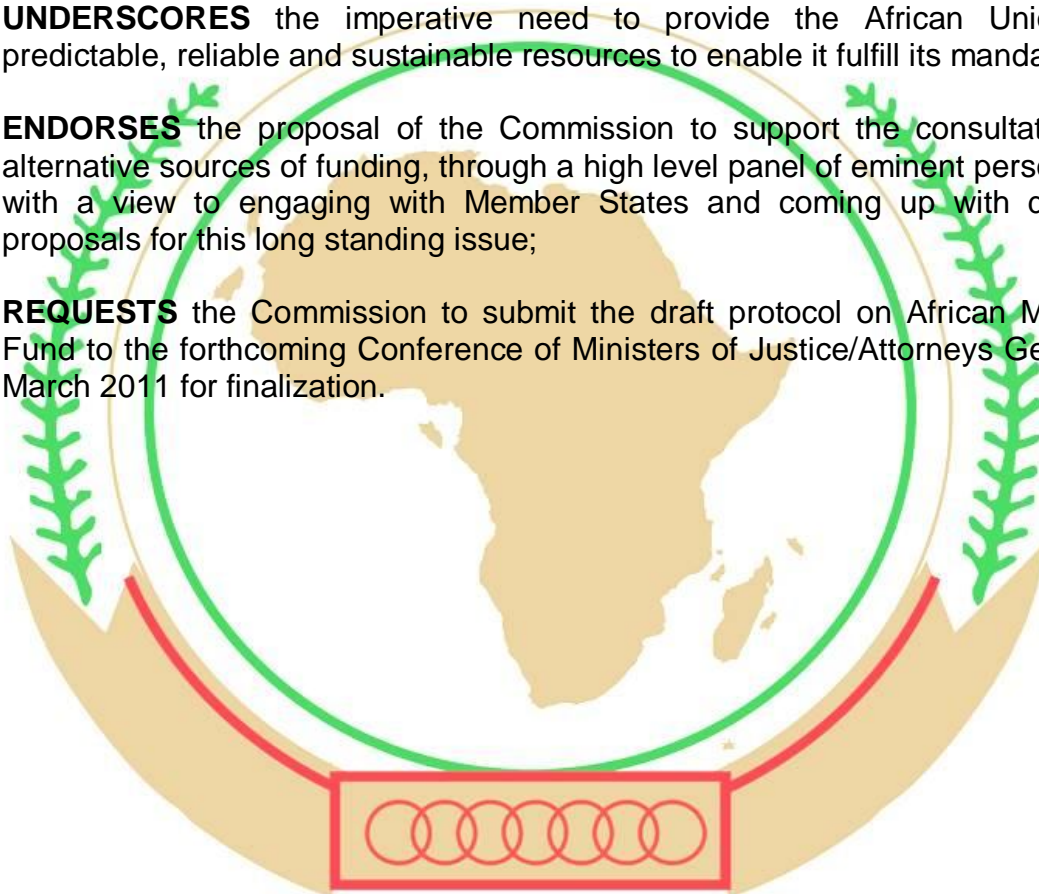 UNDERSCORES the imperative need to provide the African
predictable, reliable and sustainable resources to enable it fulfill its
ENDORSES the proposal of the Commission to support the
alternative sources of funding, through a high level panel of eminent
with a view to engaging with Member States and coming up with
proposals for this long standing issue;
REQUESTS the Commission to submit the draft protocol on African
Fund to the forthcoming Conference of Ministers of Justice/Attorneys
March 2011 for finalization.